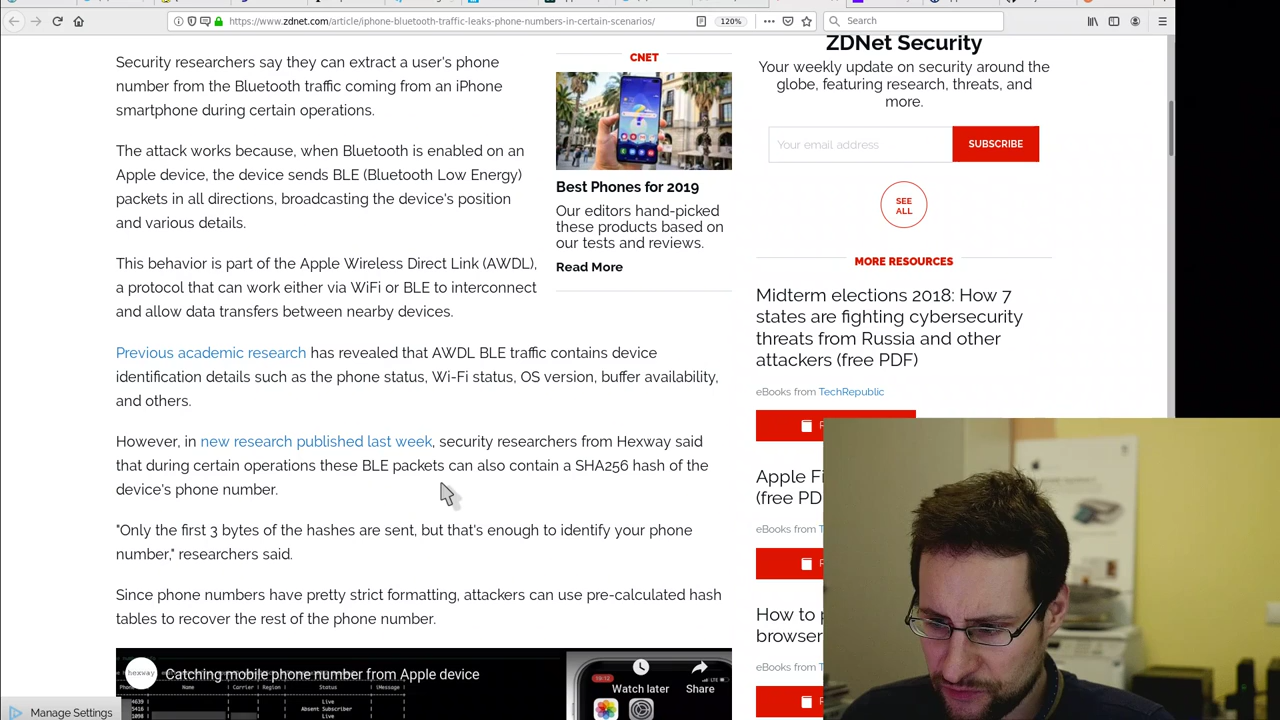 https://www.zdnet.com/article/iphone-bluetooth-traffic-leaks-phone-numbers-in-certain-scenarios/
120%
Search
Security researchers say they can extract a user's phone
number from the Bluetooth traffic coming from an iPhone
smartphone during certain operations.
The attack works because, when Bluetooth is enabled on an
Apple device, the device sends BLE (Bluetooth Low Energy)
packets in all directions, broadcasting the device's position
and various details.
This behavior is part of the Apple Wireless Direct Link (AWDL),
a protocol that can work either via WiFi or BLE to interconnect
and allow data transfers between nearby devices.
Previous academic research has revealed that AWDL BLE traffic contains device
identification details such as the phone status, Wi-Fi status, OS version, buffer availability,
and others.
However, in new research published last week, security researchers from Hexway said
that during certain operations these BLE packets can also contain a SHA256 hash of the
device's phone number.
"Only the first 3 bytes of the hashes are sent, but that's enough to identify your phone
number," researchers said.
Since phone numbers have pretty strict formatting, attackers can use pre-calculated hash
tables to recover the rest of the phone number.
hexway
Catching mobile phone number from Apple device
Watch later
Share
Name
Carrier
Region
Status
iMessage
4639
Live
5416
Absent Subscriber
1098
Live
Manage Settings
CNET
Best Phones for 2019
Our editors hand-picked
these products based on
our tests and reviews.
Read More
ZDNet Security
Your weekly update on security around the
globe, featuring research, threats, and
more.
Your email address
SUBSCRIBE
SEE
ALL
MORE RESOURCES
Midterm elections 2018: How 7
states are fighting cybersecurity
threats from Russia and other
attackers (free PDF)
eBooks from TechRepublic
Apple
(free
eBooks from
How to
browser
eBooks from